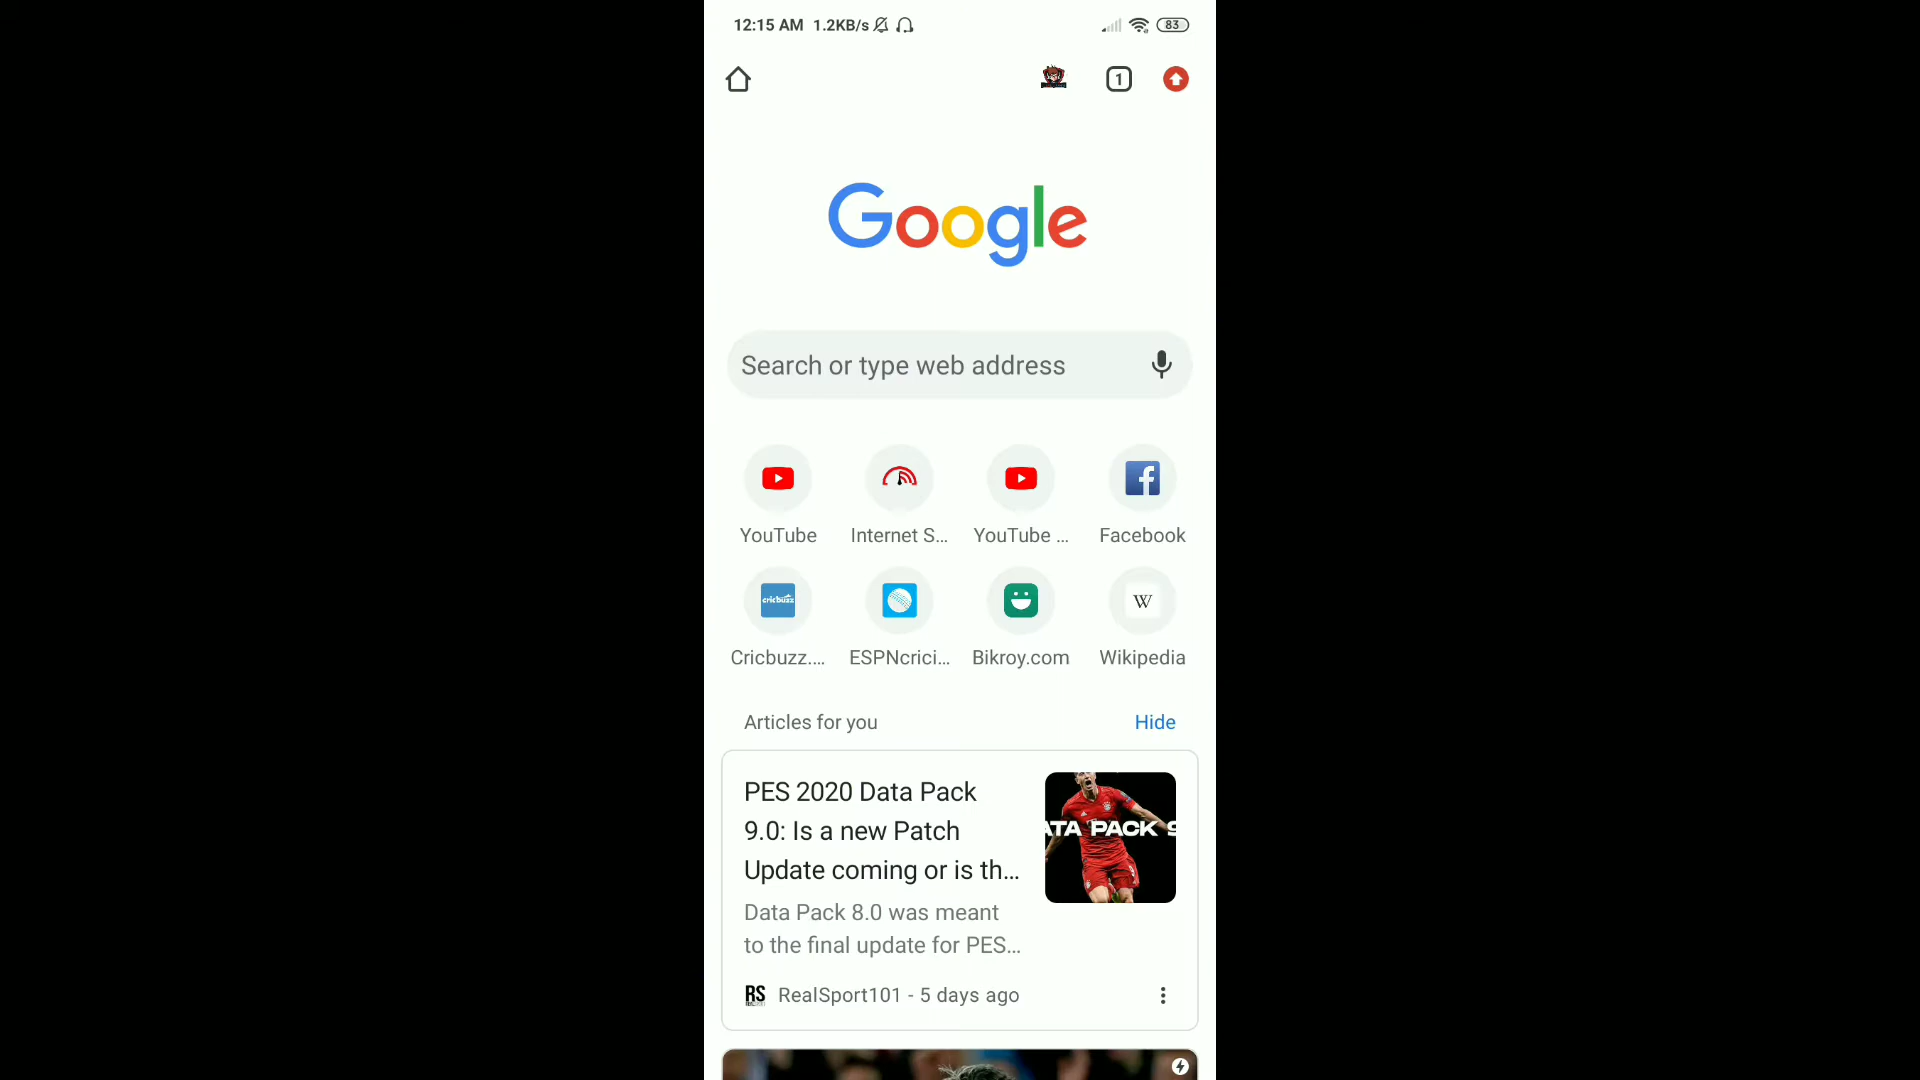 12:15 AM 1.2KB/s 83
1
Google
Search or type web address
YouTube Internet S... YouTube ... Facebook
cricbuzz W
Cricbuzz.... ESPNcrici... Bikroy.com Wikipedia
Articles for you Hide
PES 2020 Data Pack
9.0: Is a new Patch
Update coming or is th...
ATA PACK 9
Data Pack 8.0 was meant
to the final update for PES...
RS RealSport101 - 5 days ago